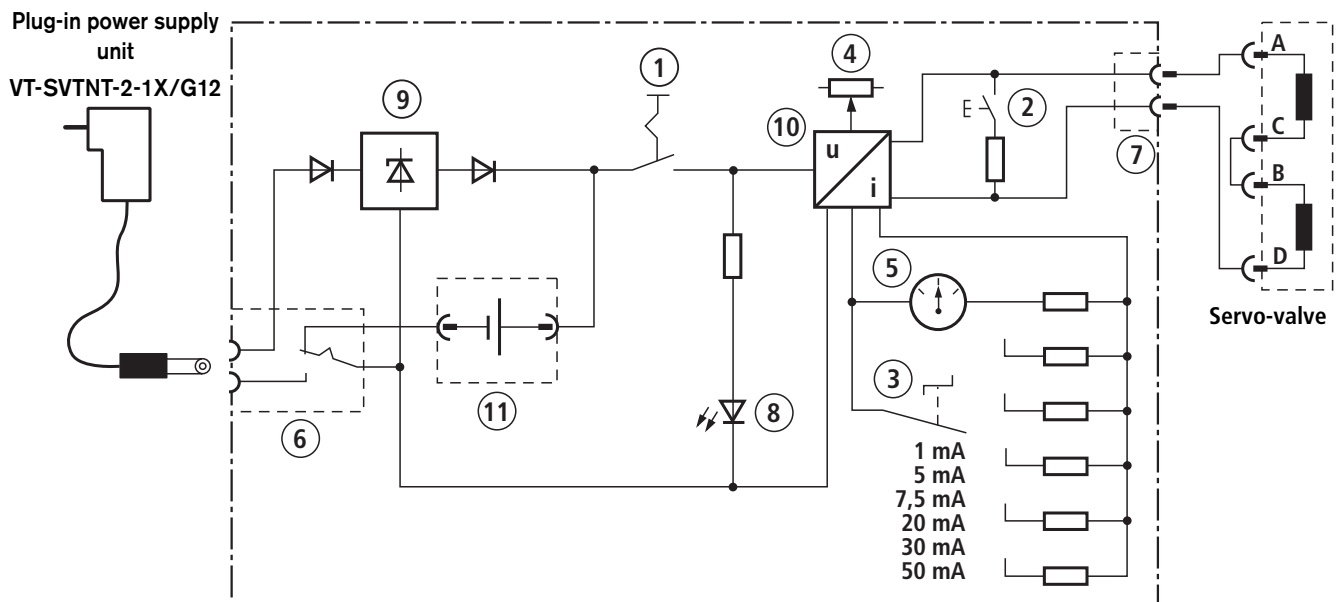 Plug-in power supply
unit
VT-SVTNT-2-1X/G12
1
4
A
9
2
10
u
C
7
B
i
5
D
Servo-valve
3
11
8
6
1 mA
5 mA
7,5 mA
20 mA
30 mA
50 mA